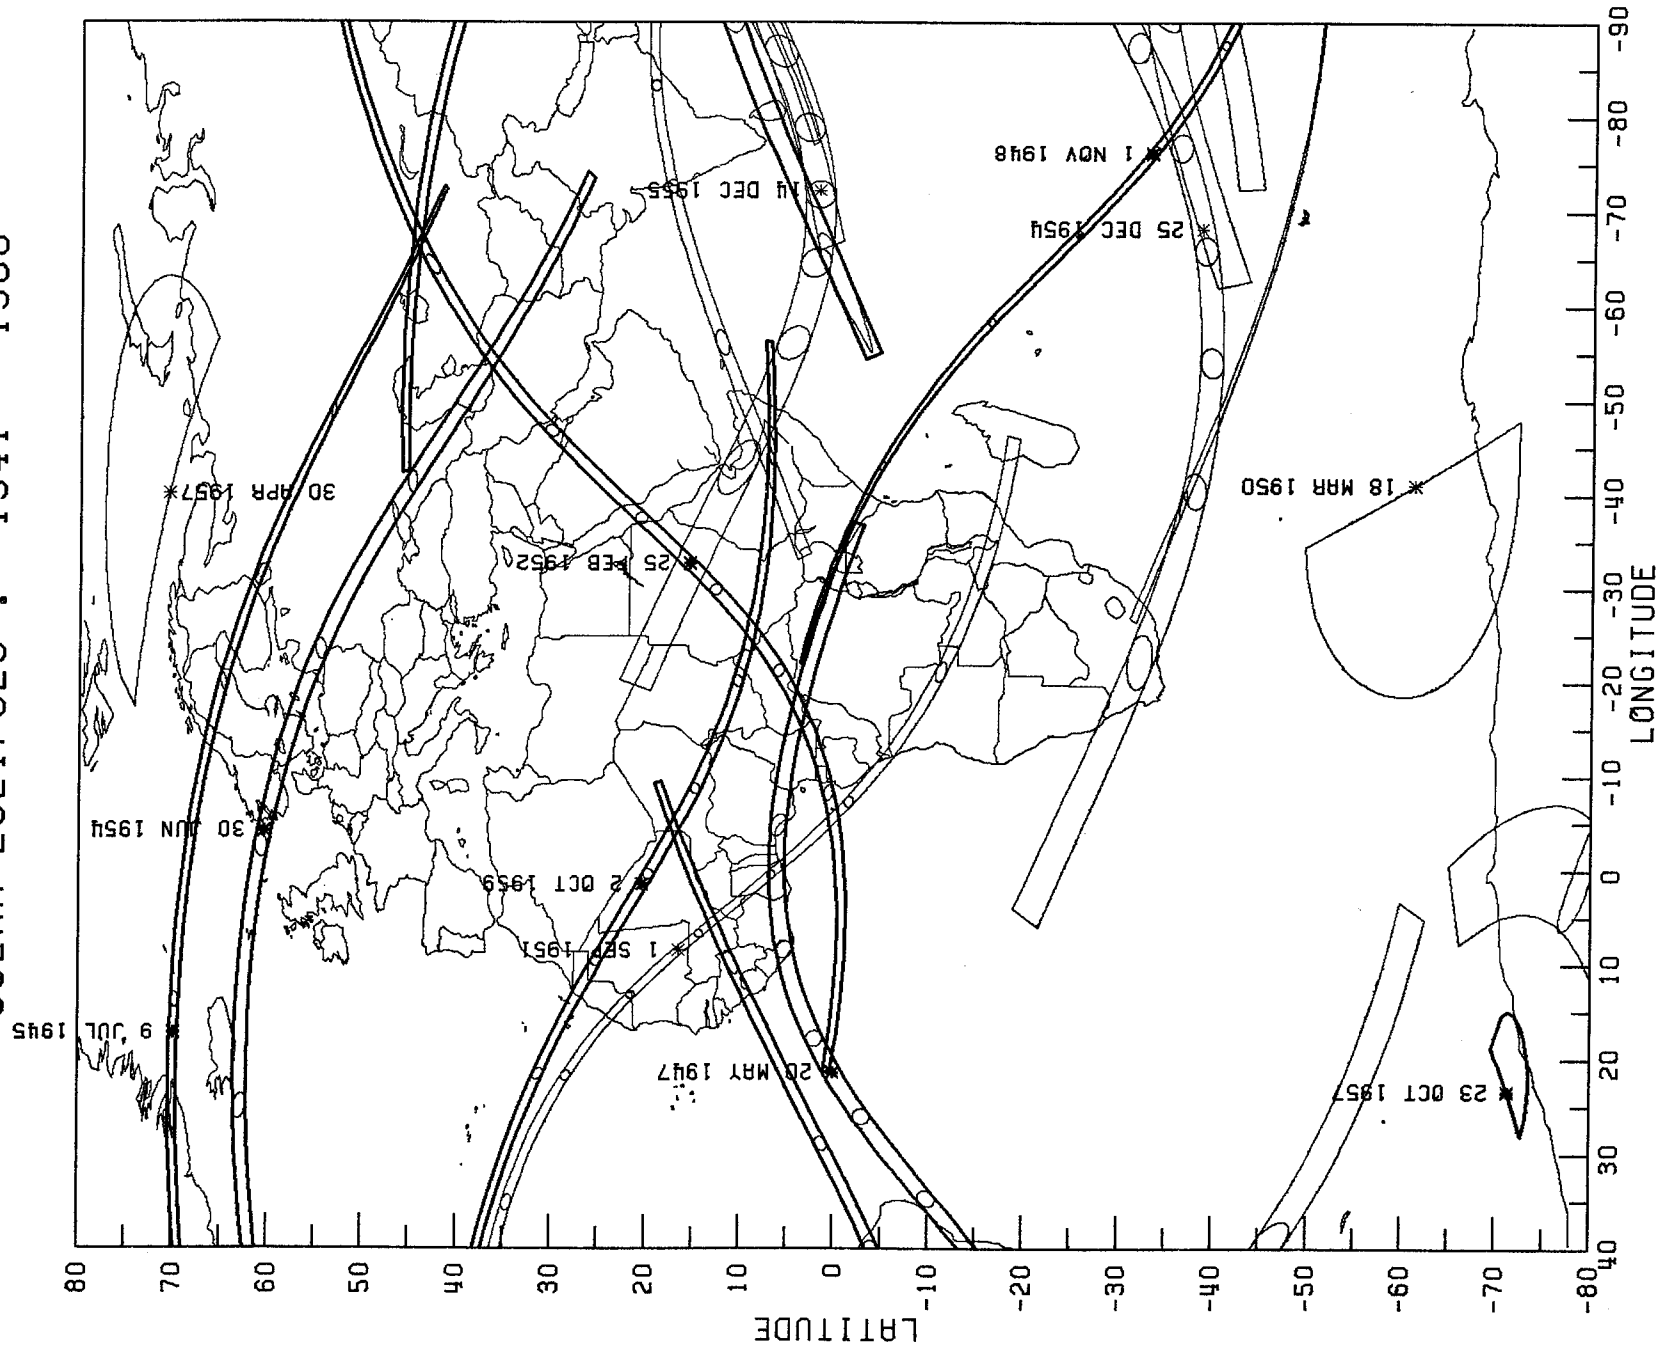 9 JUL 1945
30 JUN 1954
30 APR 1957
25 FEB 1952
2 OCT 1959
1 SEP 1951
20 MAY 1947
14 DEC 1955
1 NOV 1948
25 DEC 1954
18 MAR 1950
23 OCT 1957
LATITUDE
80 70 60 50 40 30 20 10 0 -10 -20 -30 -40 -50 -60 -70 -80
LONGITUDE
40 30 20 10 0 -10 -20 -30 -40 -50 -60 -70 -80 -90